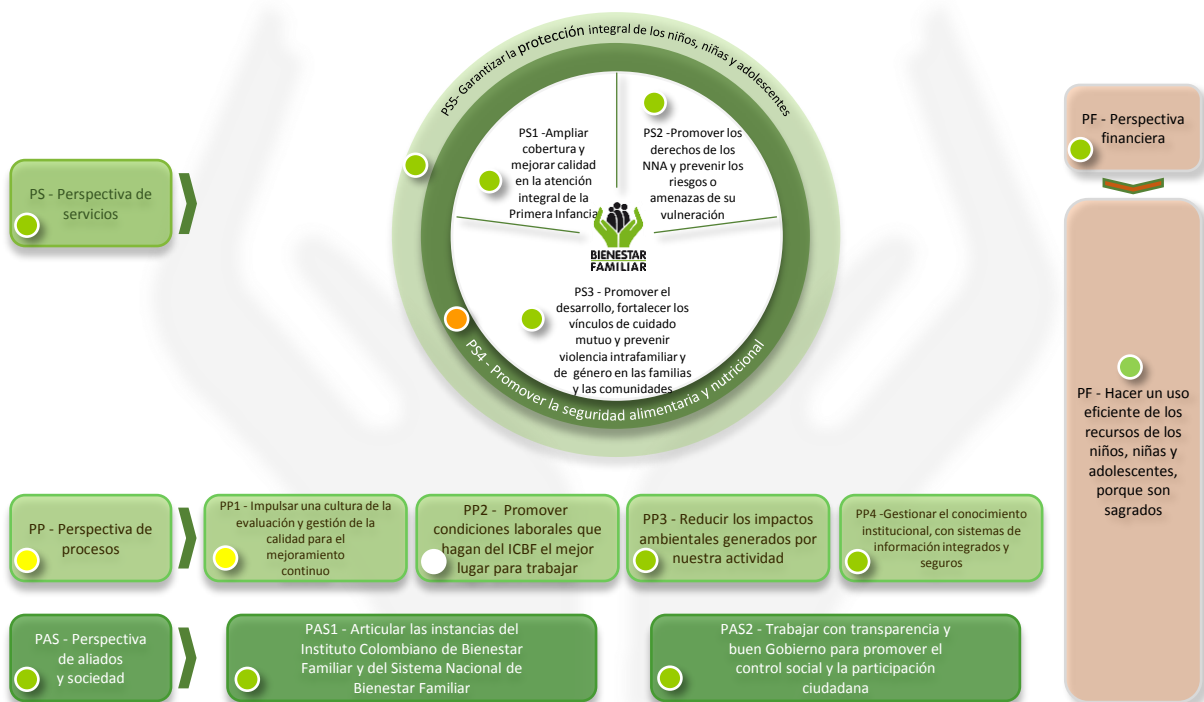 PS5- Garantizar la protección integral de los niños, niñas y adolescentes
PS - Perspectiva de
servicios
PS1 -Ampliar
cobertura y
mejorar calidad
en la atención
integral de la
Primera Infancia
PS2 -Promover los
derechos de los
NNA y prevenir los
riesgos o
amenazas de su
vulneración
BIENESTAR
FAMILIAR
PS3 - Promover el
desarrollo, fortalecer los
vínculos de cuidado
mutuo y prevenir
violencia intrafamiliar y
de género en las familias
y las comunidades
PS4 - Promover la seguridad alimentaria y nutricional
PF - Perspectiva
financiera
PF - Hacer un uso
eficiente de los
recursos de los
niños, niñas y
adolescentes,
porque son
sagrados
PP - Perspectiva de
procesos
PP1 - Impulsar una cultura de la
evaluación y gestión de la
calidad para el
mejoramiento
continuo
PP2 - Promover
condiciones laborales que
hagan del ICBF el mejor
lugar para trabajar
PP3 - Reducir los impactos
ambientales generados por
nuestra actividad
PP4 -Gestionar el conocimiento
institucional, con sistemas de
información integrados y
seguros
PAS - Perspectiva
de aliados
y sociedad
PAS1 - Articular las instancias del
Instituto Colombiano de Bienestar
Familiar y del Sistema Nacional de
Bienestar Familiar
PAS2 - Trabajar con transparencia y
buen Gobierno para promover el
control social y la participación
ciudadana